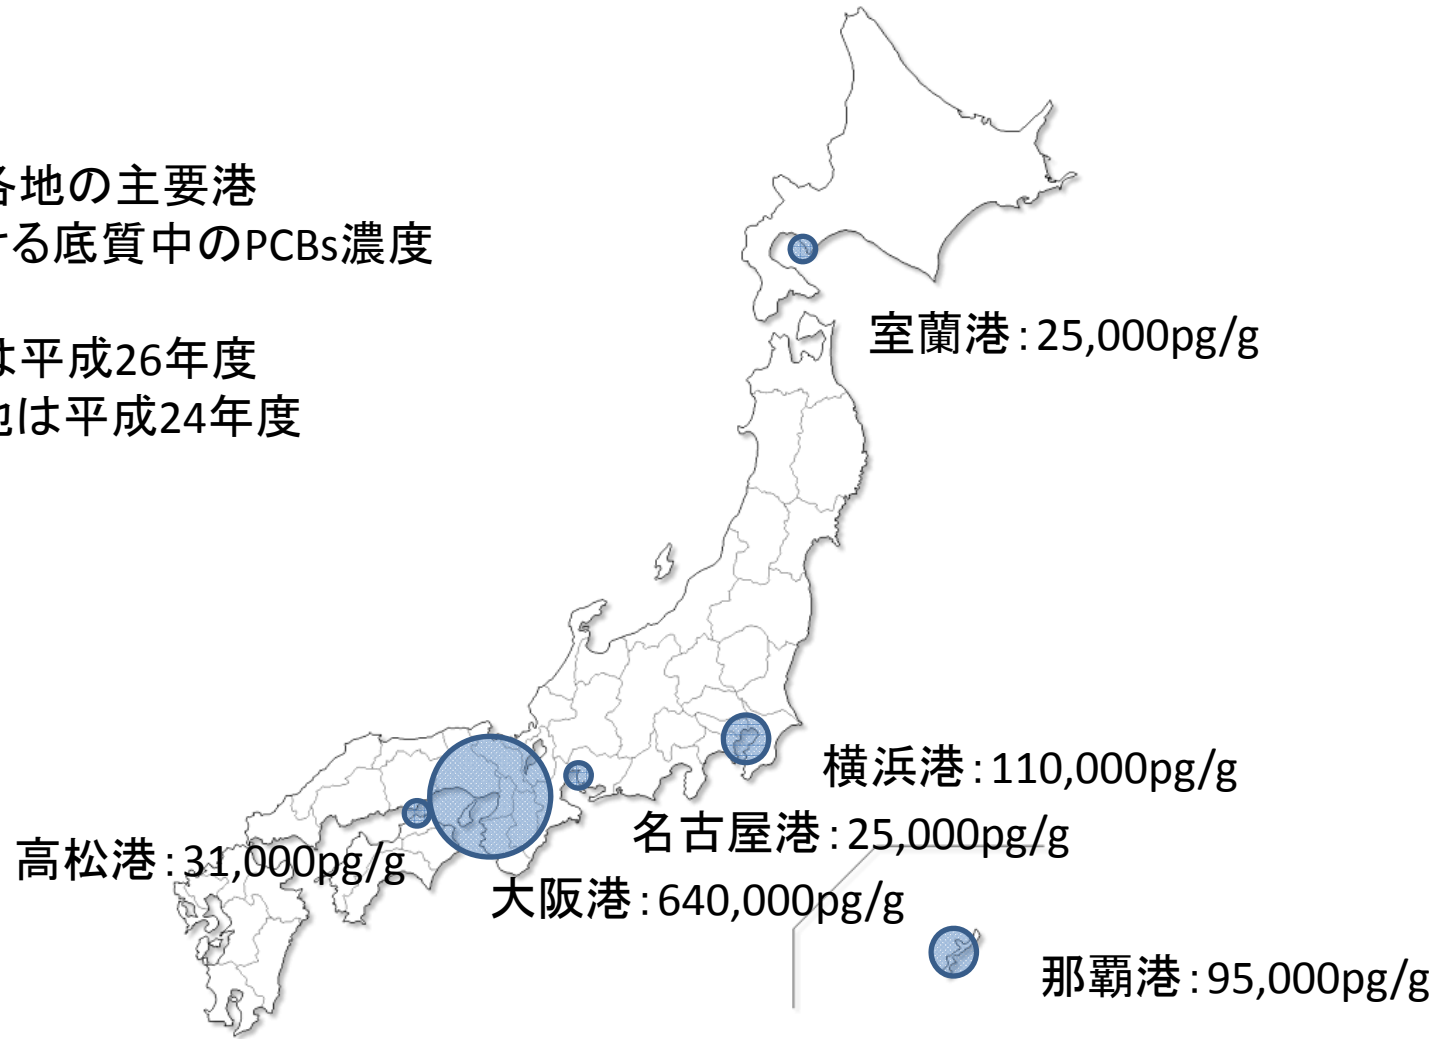 各地の主要港
ける底質中のPCBs濃度
は平成26年度
他は平成24年度
室蘭港：25,000pg/g
横浜港：110,000pg/g
名古屋港：25,000pg/g
高松港：31,000pg/g
大阪港：640,000pg/g
那覇港：95,000pg/g